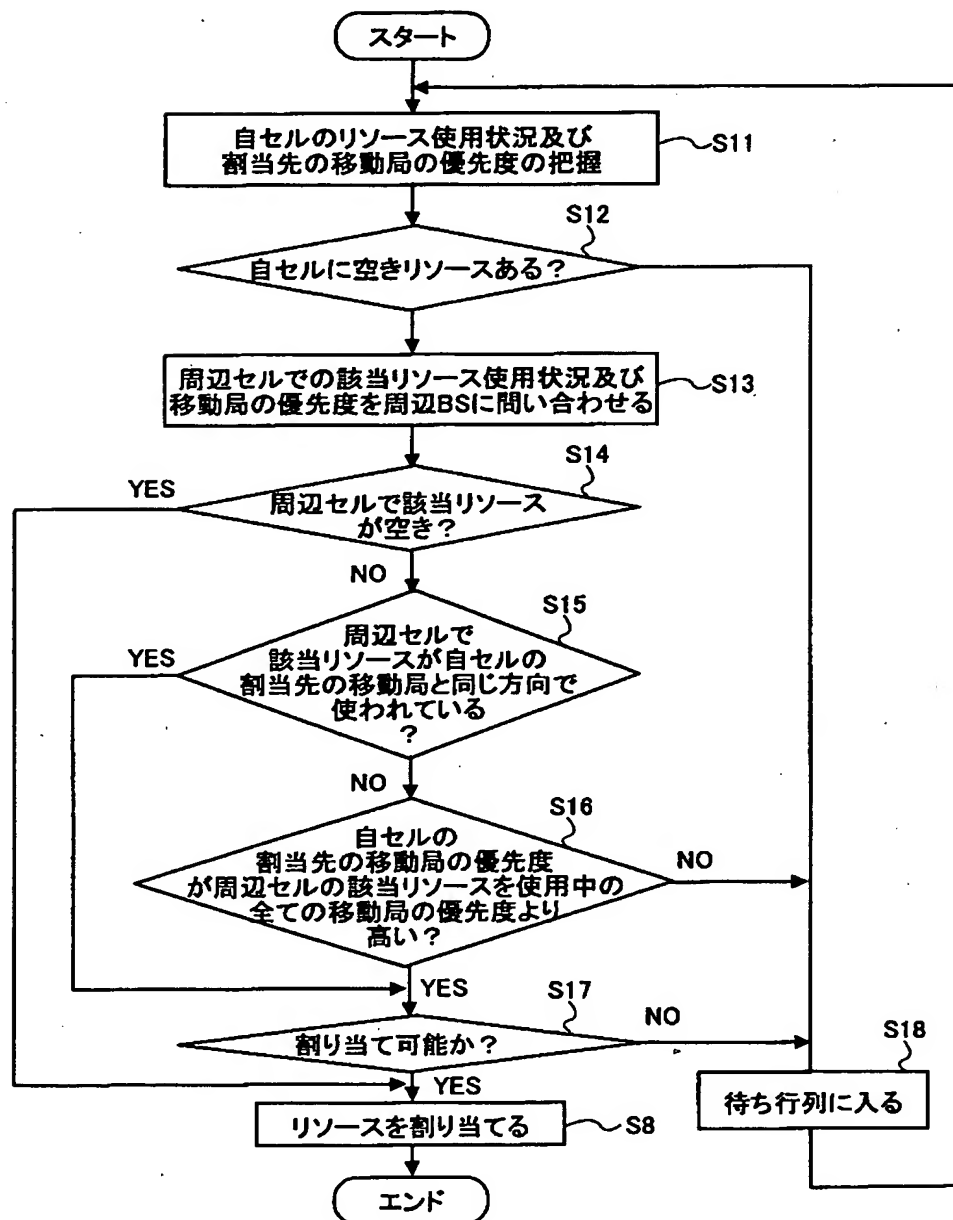 スタート
自セルのリソース使用状況及び
割当先の移動局の優先度の把握
S11
S12
自セルに空きリソースある？
周辺セルでの該当リソース使用状況及び
移動局の優先度を周辺BSに問い合わせる
S13
S14
YES
周辺セルで該当リソース
が空き？
NO
S15
YES
周辺セルで
該当リソースが自セルの
割当先の移動局と同じ方向で
使われている
？
NO
S16
自セルの
割当先の移動局の優先度
が周辺セルの該当リソースを使用中の
全ての移動局の優先度より
高い？
NO
YES
S17
割り当て可能か？
NO
S18
待ち行列に入る
YES
リソースを割り当てる
S8
エンド